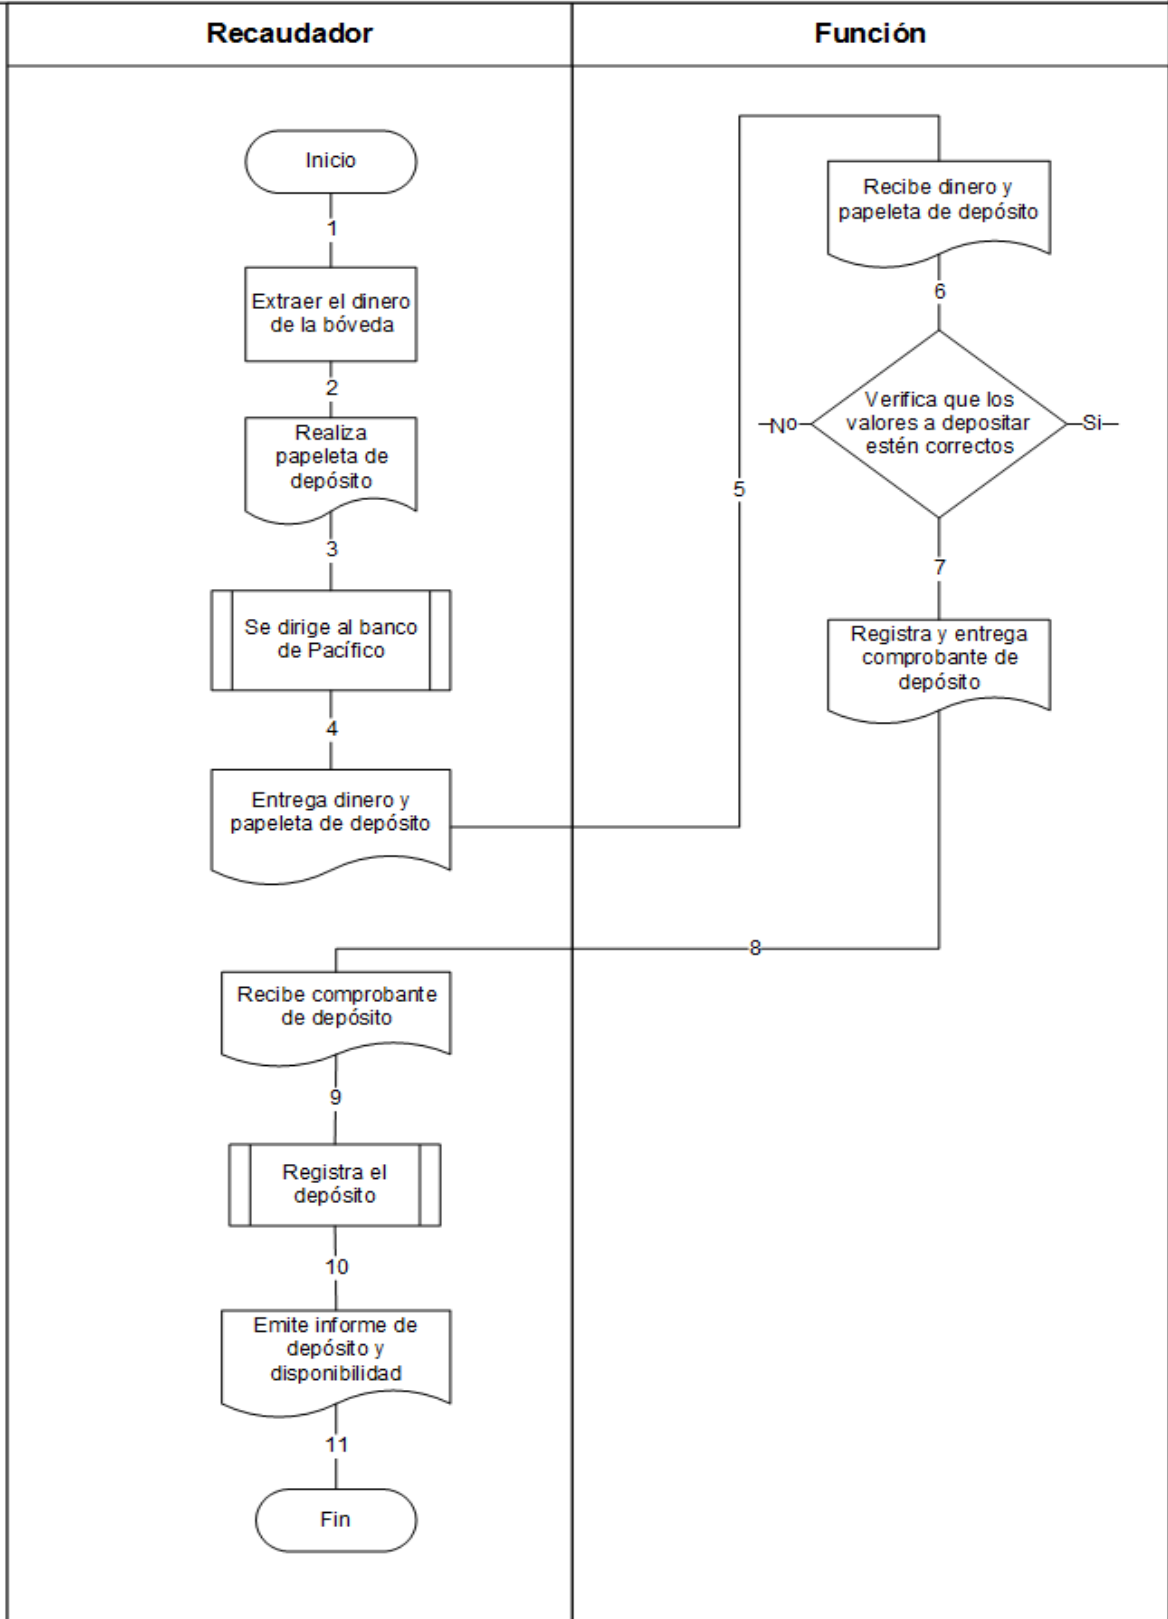 Recaudador
Función
Inicio
1
Extraer el dinero
de la bóveda
2
Realiza
papeleta de
depósito
3
Se dirige al banco
de Pacífico
4
Entrega dinero y
papeleta de depósito
5
Recibe dinero y
papeleta de depósito
6
Verifica que los
valores a depositar
estén correctos
No
Si
7
Registra y entrega
comprobante de
depósito
8
Recibe comprobante
de depósito
9
Registra el
depósito
10
Emite informe de
depósito y
disponibilidad
11
Fin